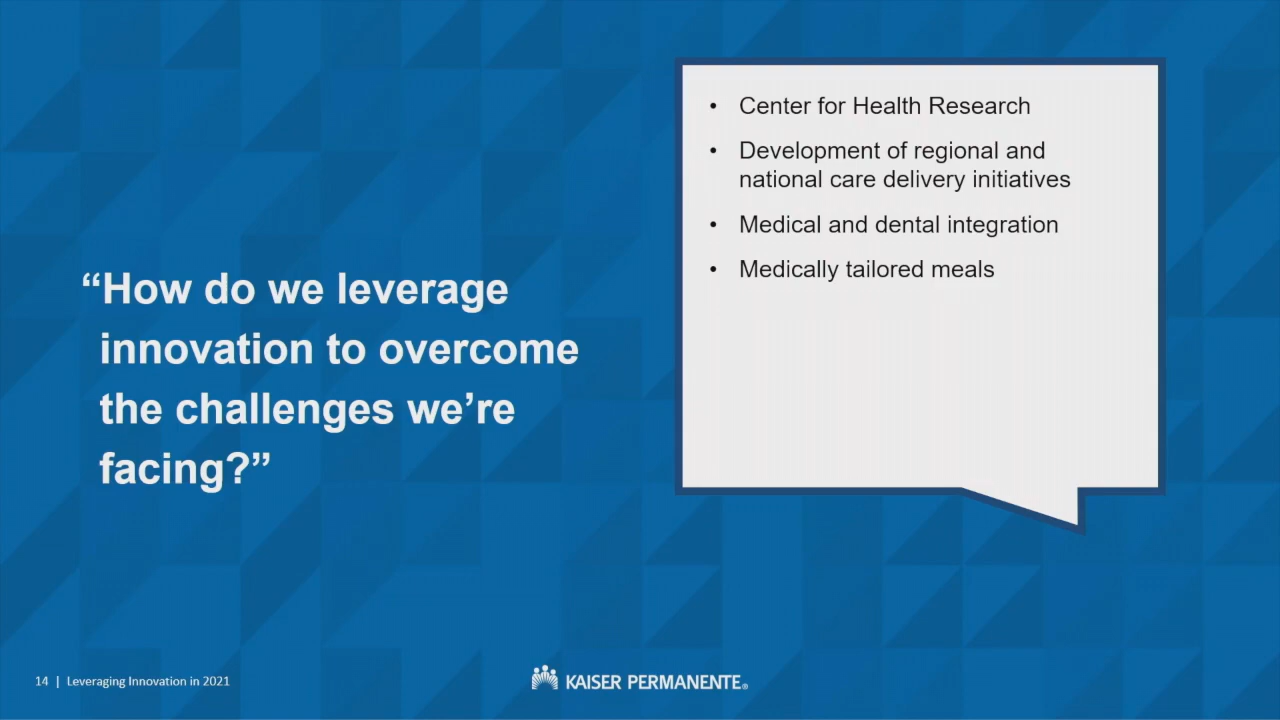 “How do we leverage
innovation to overcome
the challenges we’re
facing?”
• Center for Health Research
• Development of regional and
national care delivery initiatives
• Medical and dental integration
• Medically tailored meals
14 | Leveraging Innovation in 2021
KAISER PERMANENTE®